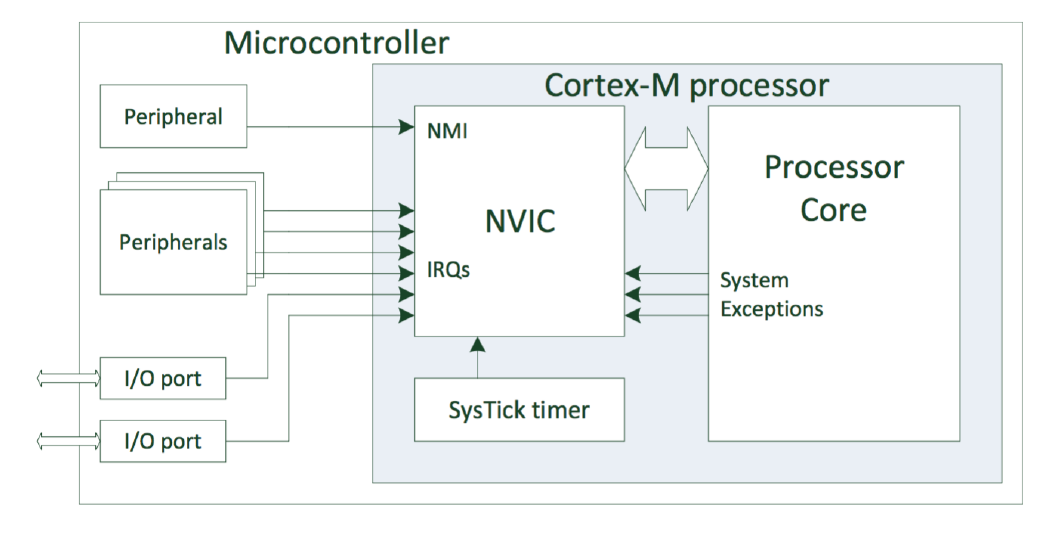 Microcontroller
Cortex-M processor
Peripheral
NMI
Processor
Core
NVIC
Peripherals
IRQs
System
Exceptions
I/O port
SysTick timer
I/O port